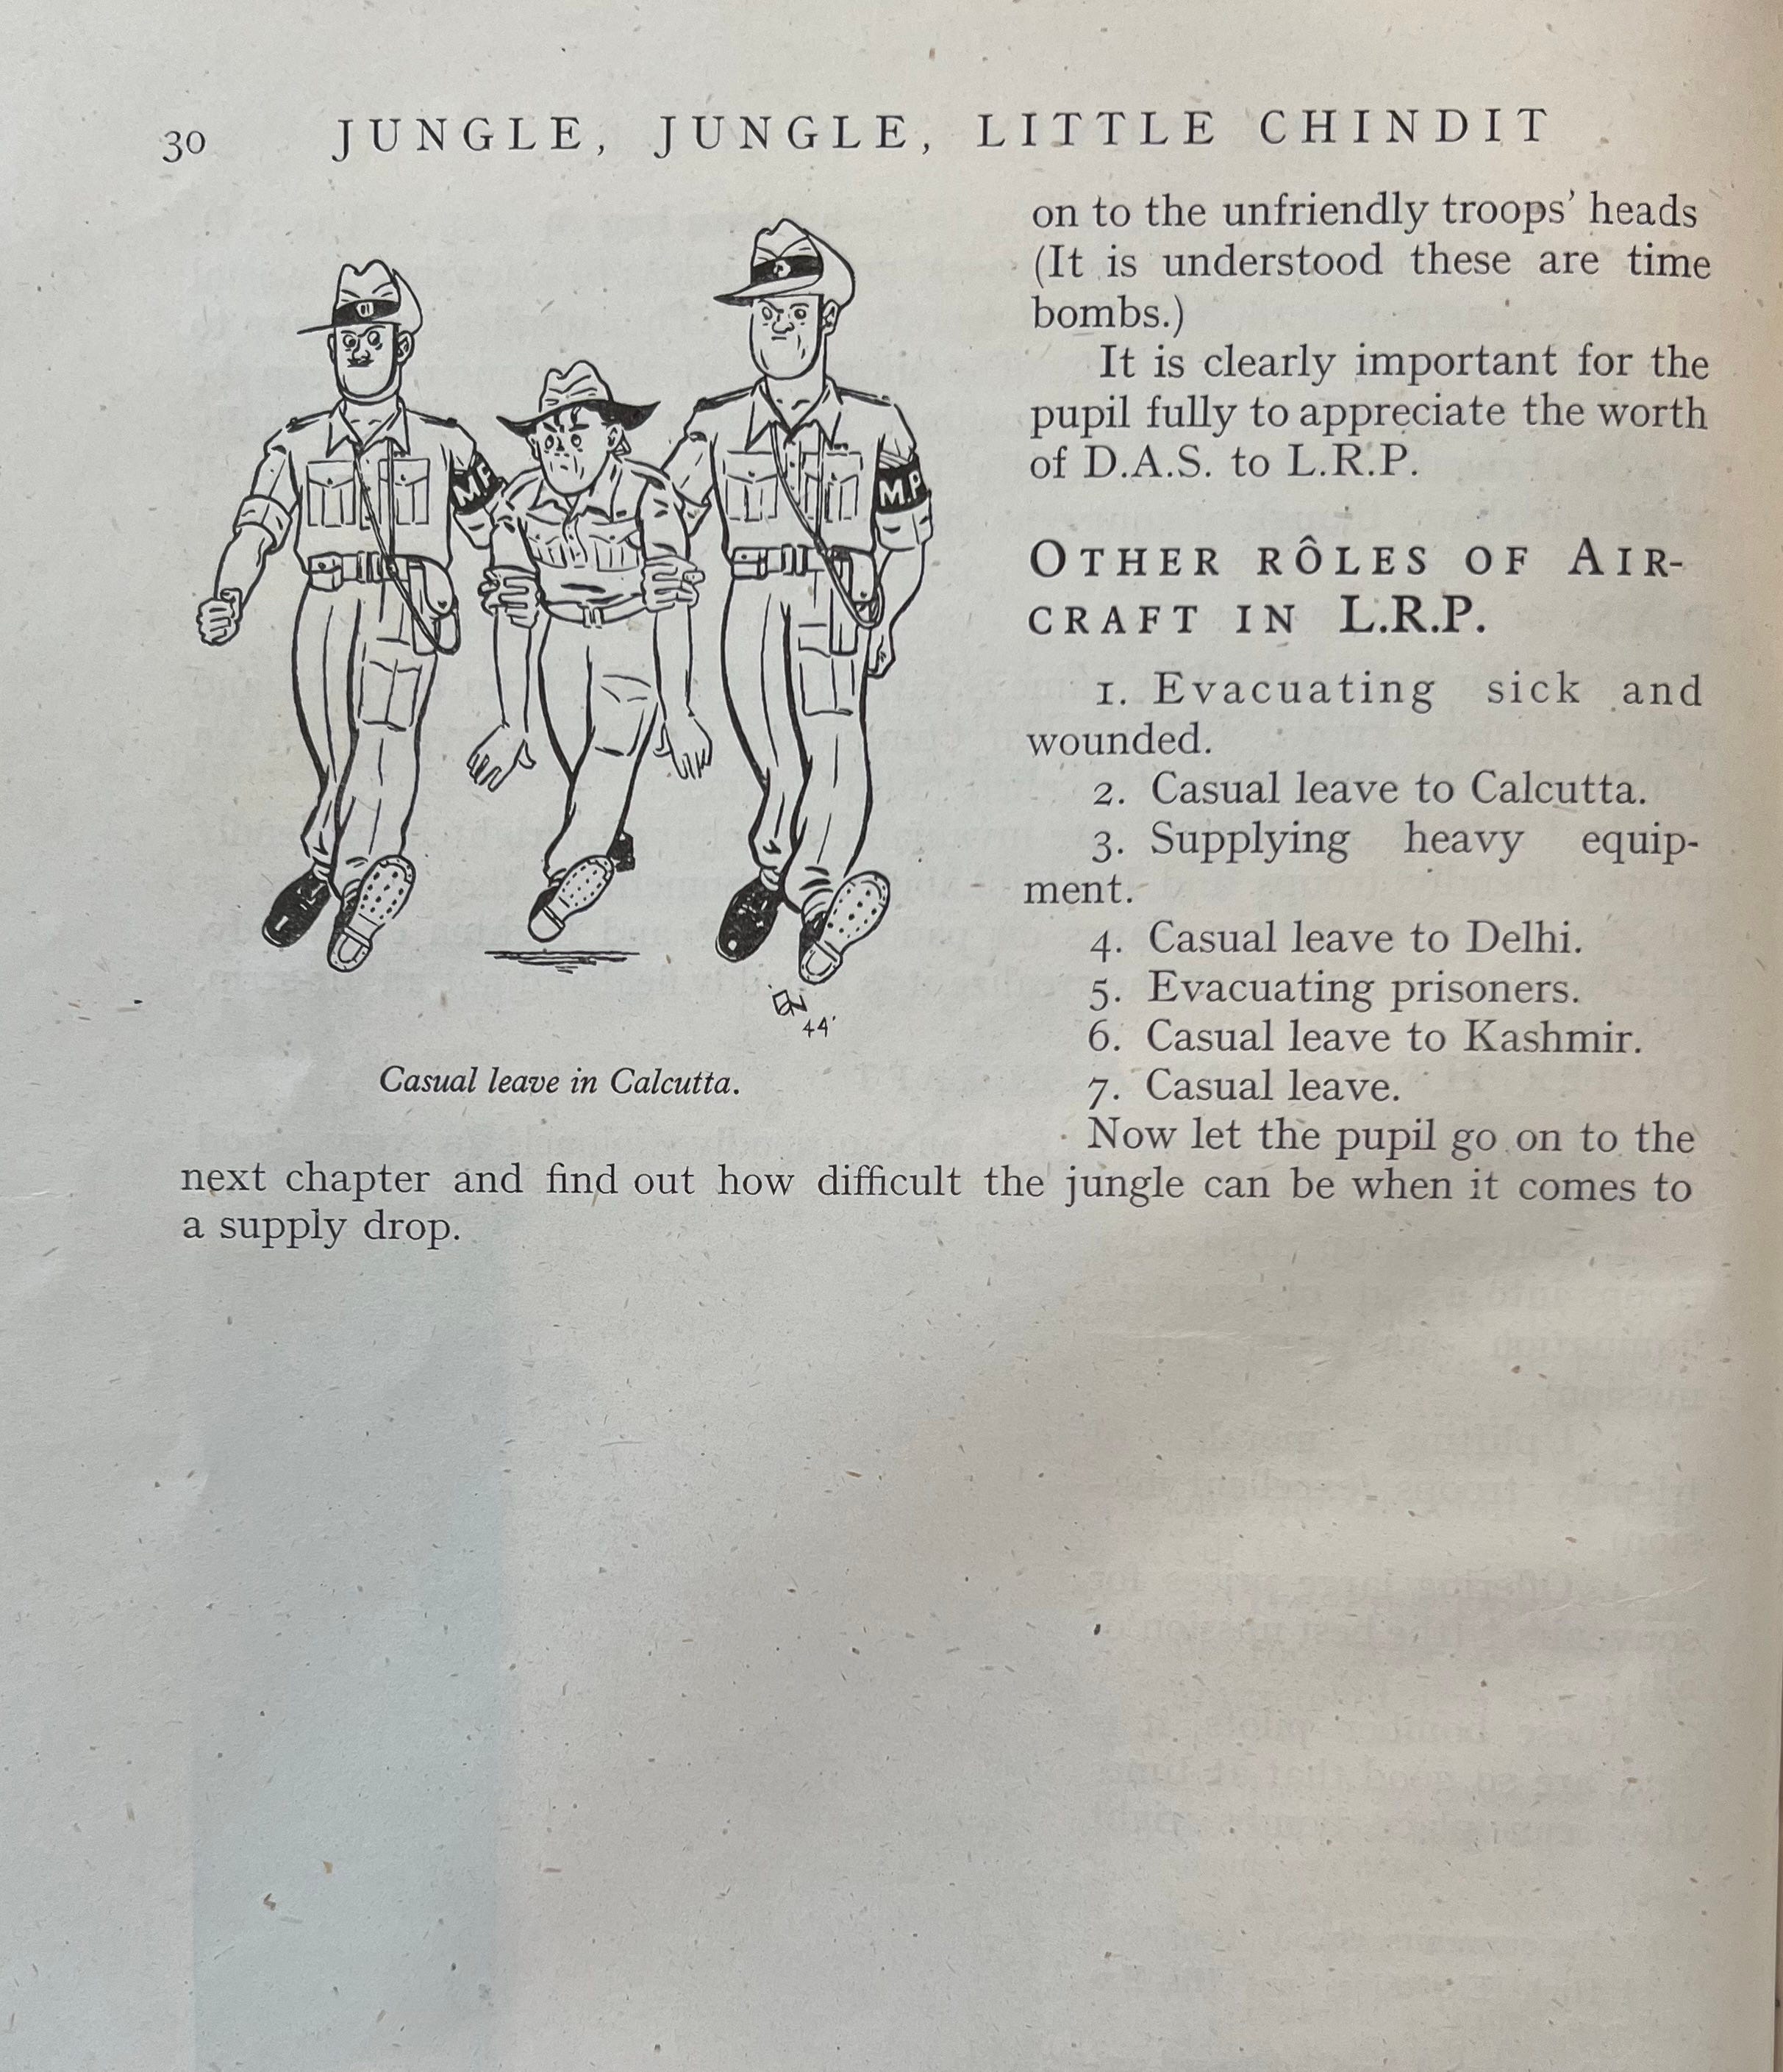 30 JUNGLE, JUNGLE, LITTLE CHINDIT
M.P
M.P
44'
Casual leave in Calcutta.
on to the unfriendly troops' heads
(It is understood these are time
bombs.)
It is clearly important for the
pupil fully to appreciate the worth
of D.A.S. to L.R.P.
OTHER RÔLES OF AIR-
CRAFT IN L.R.P.
1. Evacuating sick and
wounded.
2. Casual leave to Calcutta.
3. Supplying heavy equip-
ment.
4. Casual leave to Delhi.
5. Evacuating prisoners.
6. Casual leave to Kashmir.
7. Casual leave.
Now let the pupil go on to the
next chapter and find out how difficult the jungle can be when it comes to
a supply drop.